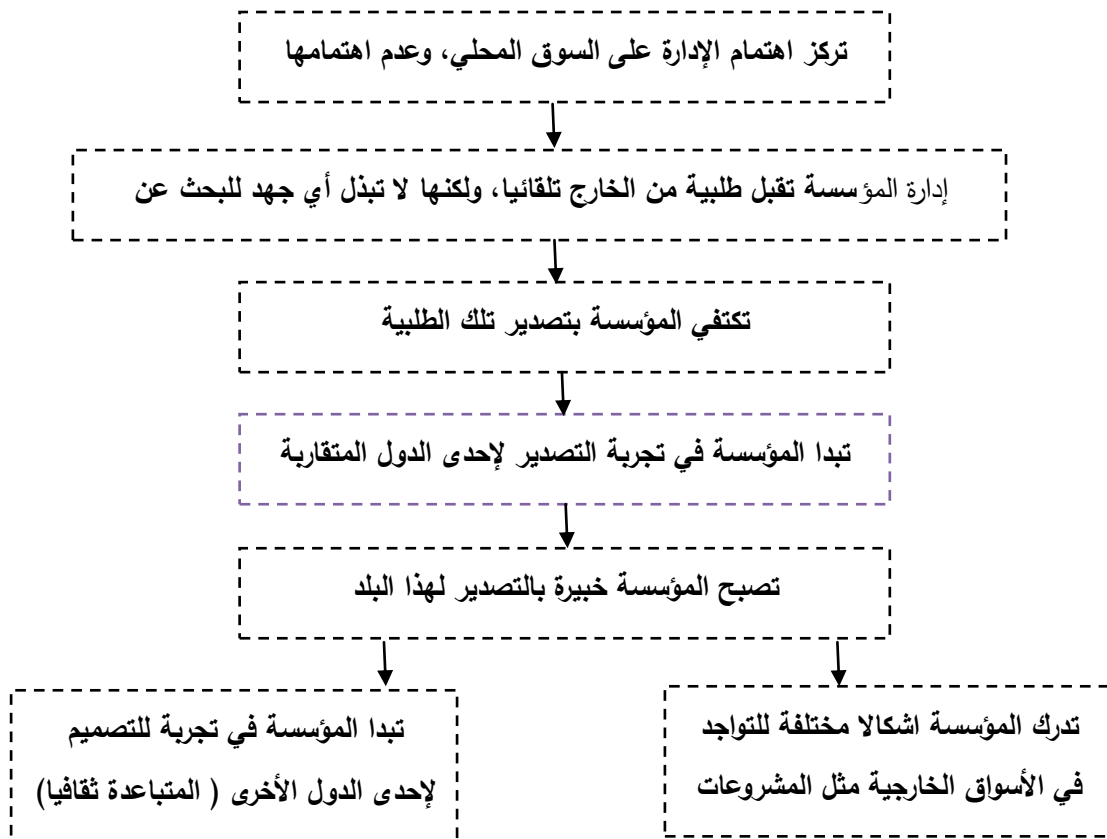 تركز اهتمام الإدارة على السوق المحلي، وعدم اهتمامها
إدارة المؤسسة تقبل طلبية من الخارج تلقائيا، ولكنها لا تبذل أي جهد للبحث عن
تكتفي المؤسسة بتصدير تلك الطلبية
تبدا المؤسسة في تجربة التصدير لإحدى الدول المتقاربة
تصبح المؤسسة خبيرة بالتصدير لهذا البلد
تدرك المؤسسة اشكالا مختلفة للتواجد
في الأسواق الخارجية مثل المشروعات
تبدا المؤسسة في تجربة للتصميم
لإحدى الدول الأخرى ( المتباعدة ثقافيا)